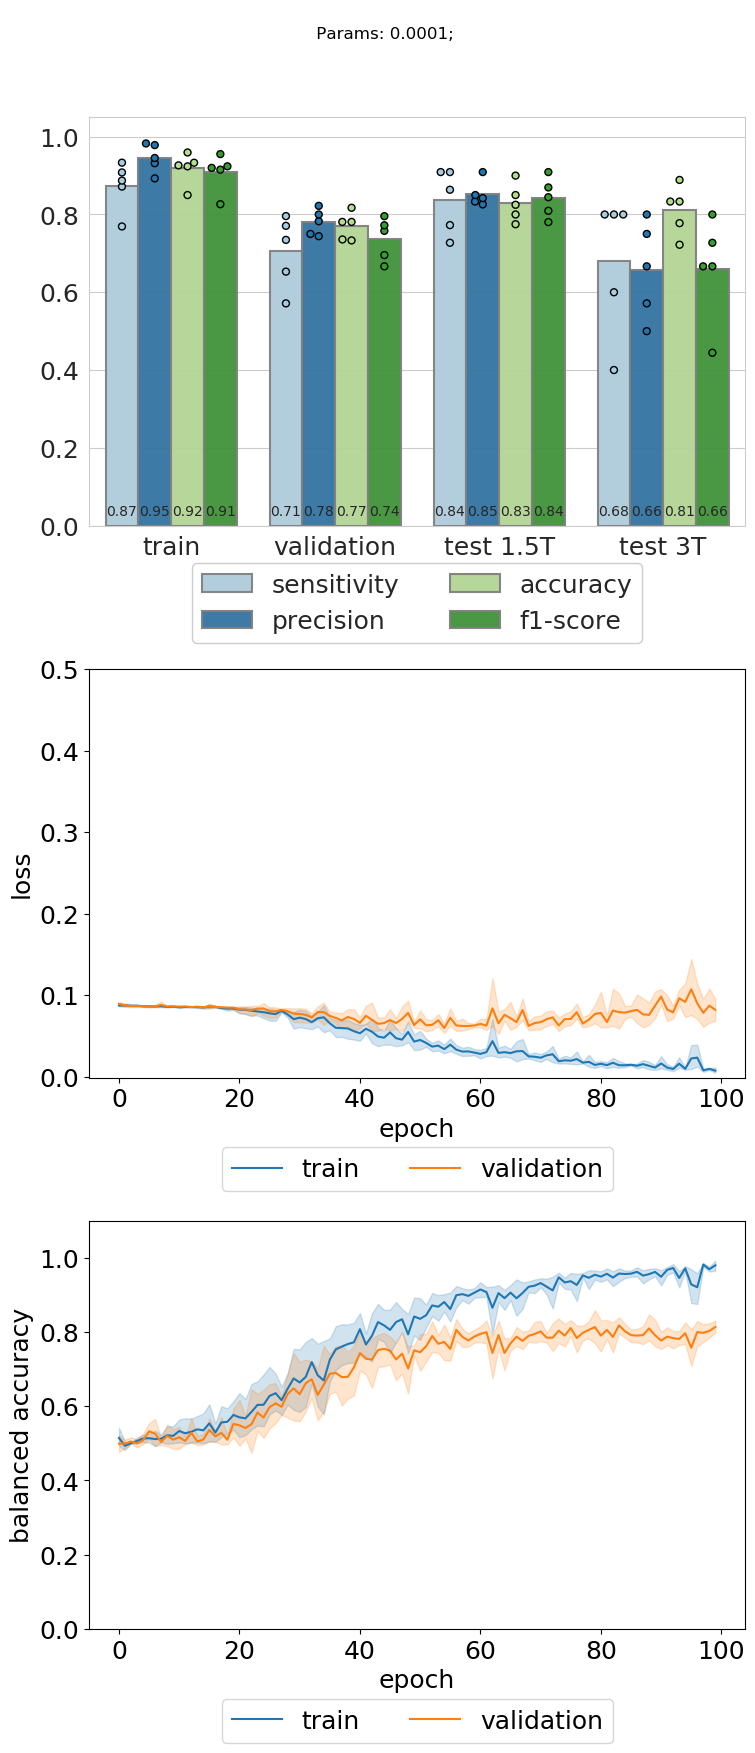 Params: 0.0001;
1.0
0.8
0.6
0.4
0.2
0.0
0.87 0.95 0.92 0.91 0.71 0.78 0.77 0.74 0.84 0.85 0.83 0.84 0.68 0.66 0.81 0.66
train validation test 1.5T test 3T
sensitivity accuracy
precision f1-score
0.5
0.4
0.3
0.2
0.1
0.0
loss
0 20 40 60 80 100
epoch
train validation
1.0
0.8
0.6
0.4
0.2
0.0
balanced accuracy
0 20 40 60 80 100
epoch
train validation